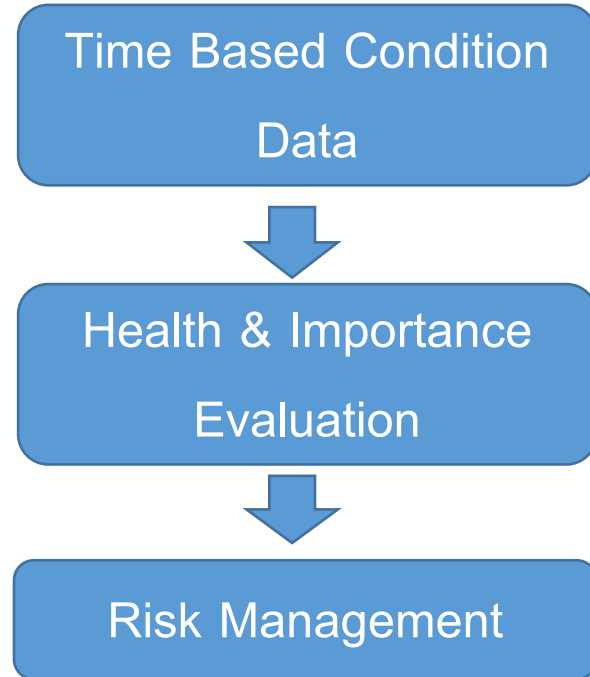 Time Based Condition
Data
Health & Importance
Evaluation
Risk Management